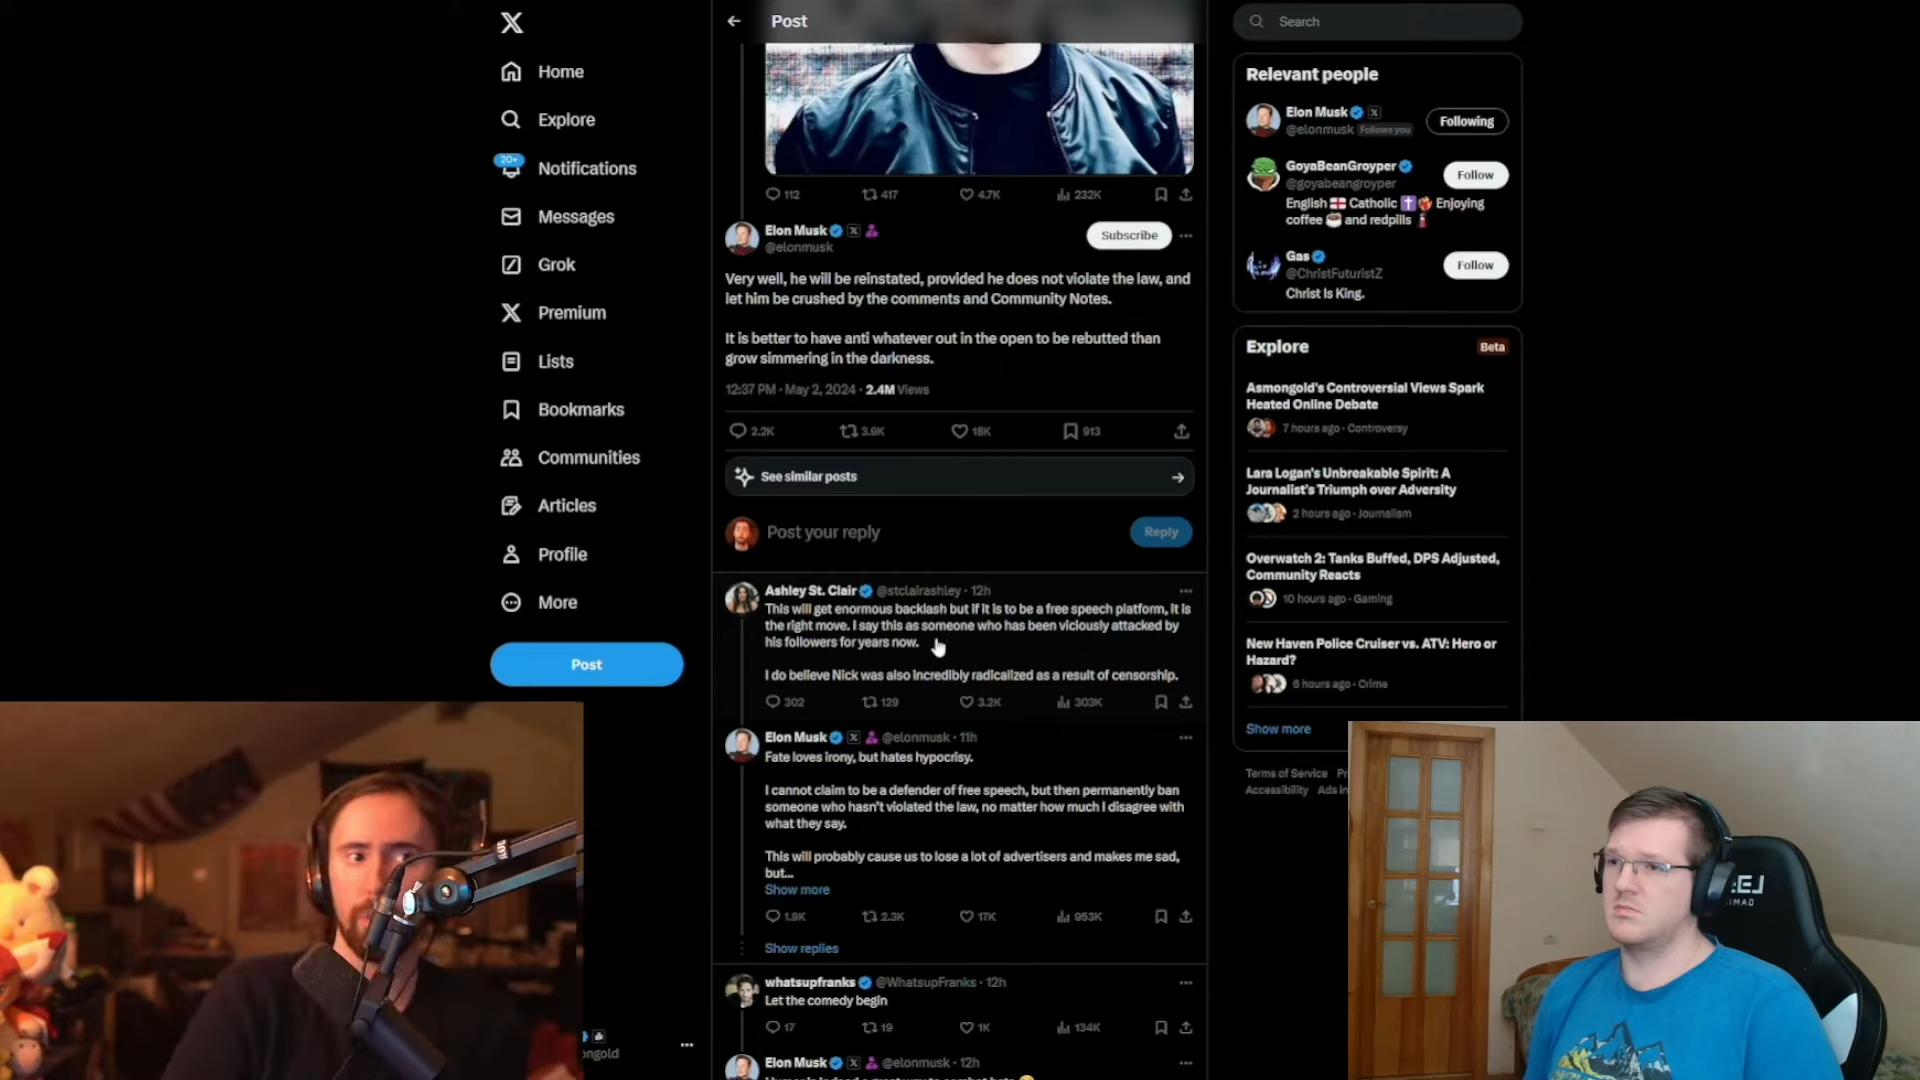 Post
Home
Explore
20+
Notifications
Messages
Grok
Premium
Lists
Bookmarks
Communities
Articles
Profile
More
Post
ongold
112 417 4.7K 232K
Elon Musk
@elonmusk
Subscribe
Very well, he will be reinstated, provided he does not violate the law, and
let him be crushed by the comments and Community Notes.
It is better to have anti whatever out in the open to be rebutted than
grow simmering in the darkness.
12:37 PM · May 2, 2024 · 2.4M Views
2.2K 3.9K 18K 913
See similar posts
Post your reply
Reply
Ashley St. Clair @stclairashley · 12h
This will get enormous backlash but if it is to be a free speech platform, it is
the right move. I say this as someone who has been viciously attacked by
his followers for years now.
I do believe Nick was also incredibly radicalized as a result of censorship.
302 129 3.2K 303K
Elon Musk @elonmusk · 11h
Fate loves irony, but hates hypocrisy.
I cannot claim to be a defender of free speech, but then permanently ban
someone who hasn't violated the law, no matter how much I disagree with
what they say.
This will probably cause us to lose a lot of advertisers and makes me sad,
but...
Show more
1.9K 2.3K 17K 953K
Show replies
whatsupfranks @WhatsupFranks · 12h
Let the comedy begin
17 19 1K 134K
Elon Musk @elonmusk · 12h
Search
Relevant people
Elon Musk
@elonmusk Follows you
Following
GoyaBeanGroyper
@goyabeangroyper
Follow
English Catholic Enjoying
coffee and redpills
Gas
@ChristFuturistZ
Follow
Christ Is King.
Explore
Beta
Asmongold's Controversial Views Spark
Heated Online Debate
7 hours ago · Controversy
Lara Logan's Unbreakable Spirit: A
Journalist's Triumph over Adversity
2 hours ago · Journalism
Overwatch 2: Tanks Buffed, DPS Adjusted,
Community Reacts
10 hours ago · Gaming
New Haven Police Cruiser vs. ATV: Hero or
Hazard?
6 hours ago · Crime
Show more
Terms of Service Pr
Accessibility Ads in